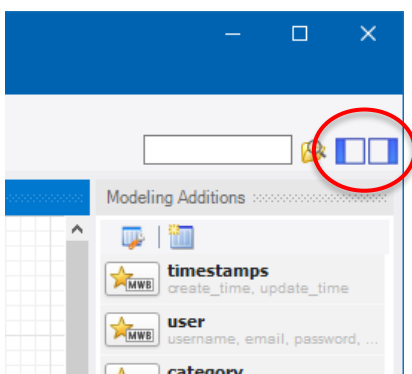 Modeling Additions
MWB
timestamps
create_time, update_time
MWB
user
username, email, password, ...
category